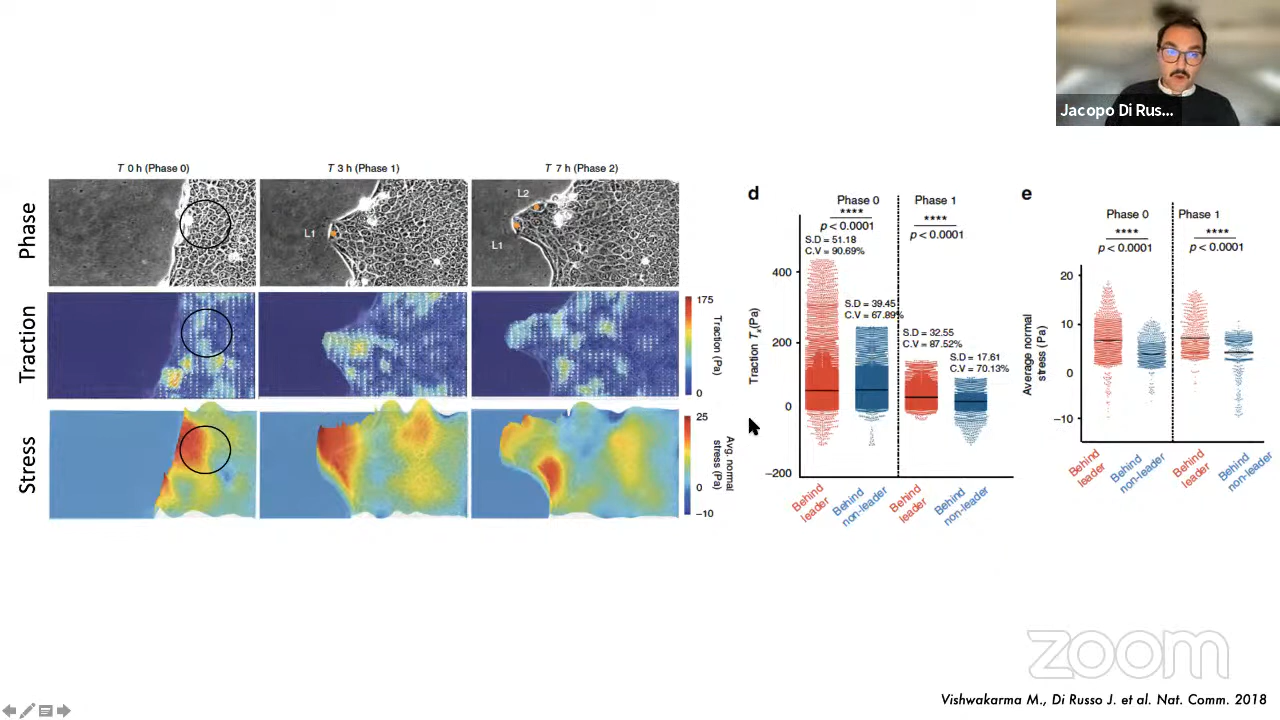 Jacopo Di Rus...
T 0 h (Phase 0)
T 3 h (Phase 1)
T 7 h (Phase 2)
Phase
L1
L2
L1
Traction
175
Traction (Pa)
0
Stress
25
Avg. normal
stress (Pa)
0
−10
d
Phase 0
Phase 1
****
****
p < 0.0001
p < 0.0001
S.D = 51.18
C.V = 90.69%
S.D = 39.45
C.V = 67.89%
S.D = 32.55
C.V = 87.52%
S.D = 17.61
C.V = 70.13%
Traction Tx(Pa)
400
200
0
−200
Behind
leader
Behind
non-leader
Behind
leader
Behind
non-leader
e
Phase 0
Phase 1
****
****
p < 0.0001
p < 0.0001
Average normal
stress (Pa)
20
10
0
−10
Behind
leader
Behind
non-leader
Behind
leader
Behind
non-leader
zoom
Vishwakarma M., Di Russo J. et al. Nat. Comm. 2018